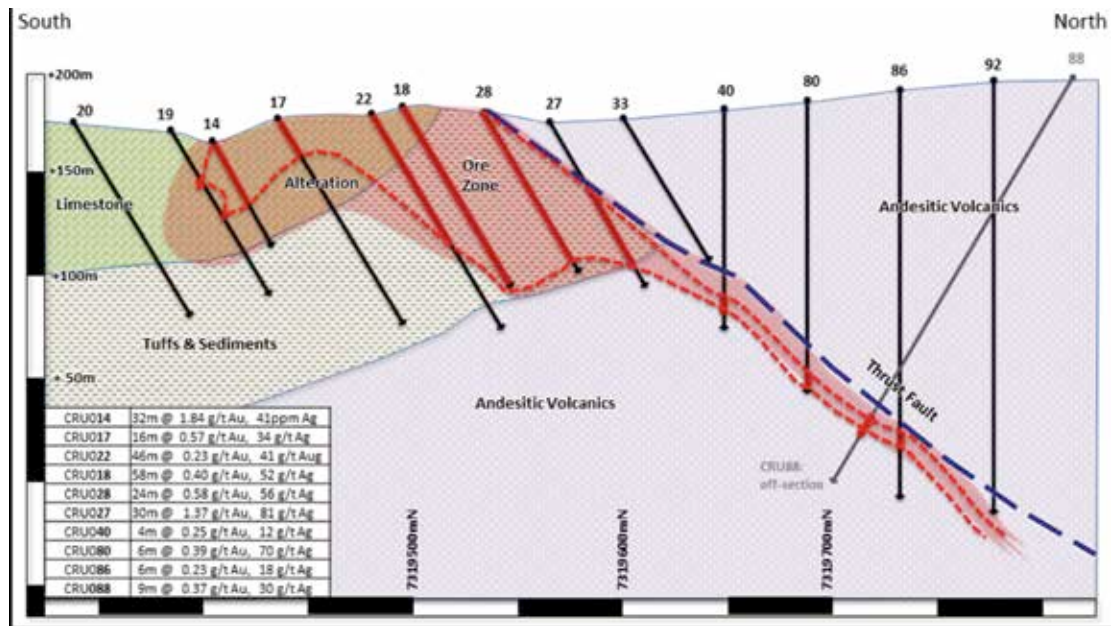 South
North
+200m
20
19
14
17
22
18
28
27
33
40
80
86
92
88
+150m
Limestone
Alteration
Ore
Zone
Andesitic Volcanics
+100m
Tuffs & Sediments
+ 50m
Andesitic Volcanics
Thrust Fault
CRU88:
off-section
CRU014 32m @ 1.84 g/t Au, 41ppm Ag
CRU017 16m @ 0.57 g/t Au, 34 g/t Ag
CRU022 46m @ 0.23 g/t Au, 41 g/t Aug
CRU018 58m @ 0.40 g/t Au, 52 g/t Ag
CRU028 24m @ 0.58 g/t Au, 56 g/t Ag
CRU027 30m @ 1.37 g/t Au, 81 g/t Ag
CRU040 4m @ 0.25 g/t Au, 12 g/t Ag
CRU080 6m @ 0.39 g/t Au, 70 g/t Ag
CRU086 6m @ 0.23 g/t Au, 18 g/t Ag
CRU088 9m @ 0.37 g/t Au, 30 g/t Ag
7319500mN
7319600mN
7319700mN